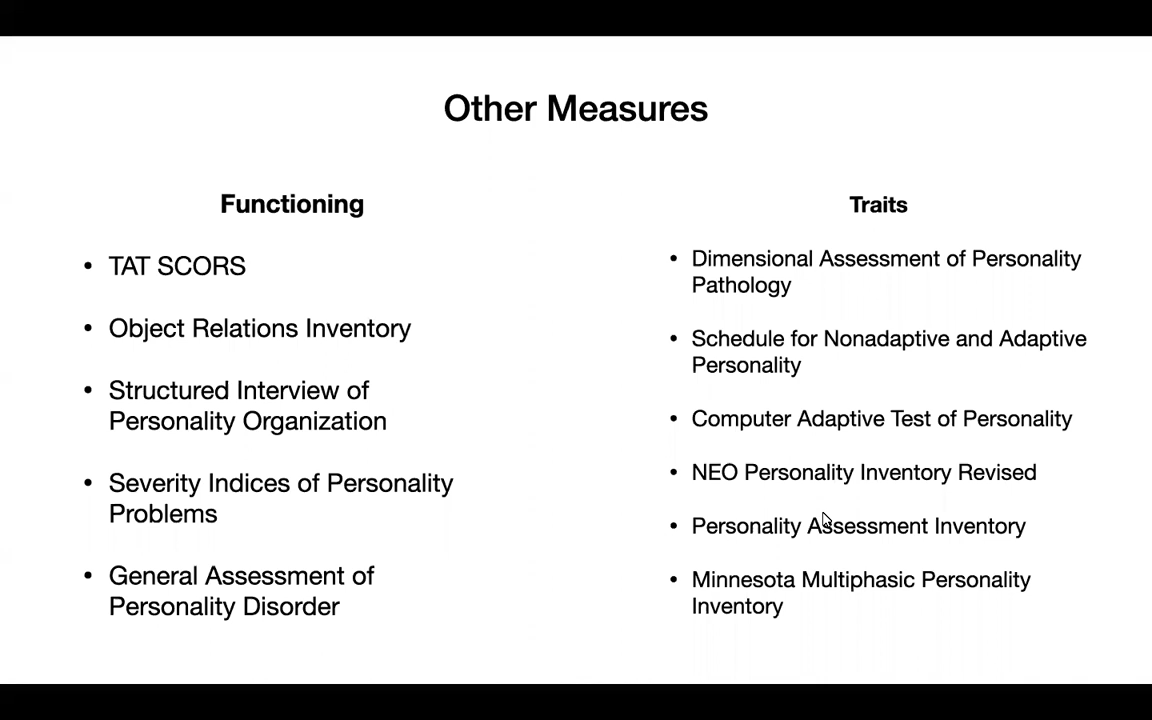 Other Measures
Functioning
• TAT SCORS
• Object Relations Inventory
• Structured Interview of
Personality Organization
• Severity Indices of Personality
Problems
• General Assessment of
Personality Disorder
Traits
• Dimensional Assessment of Personality
Pathology
• Schedule for Nonadaptive and Adaptive
Personality
• Computer Adaptive Test of Personality
• NEO Personality Inventory Revised
• Personality Assessment Inventory
• Minnesota Multiphasic Personality
Inventory